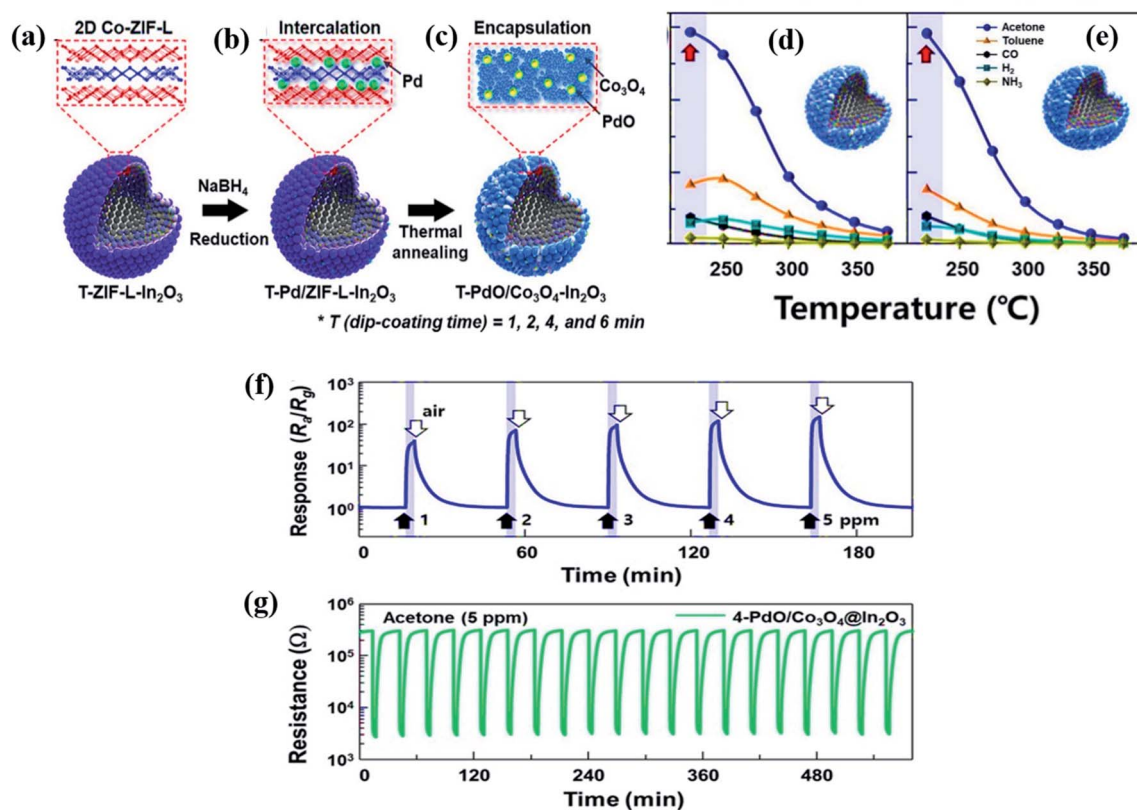 (a)
2D Co-ZIF-L
T-ZIF-L-In₂O₃
NaBH₄
Reduction
(b)
Intercalation
Pd
T-Pd/ZIF-L-In₂O₃
Thermal
annealing
(c)
Encapsulation
Co₃O₄
PdO
T-PdO/Co₃O₄-In₂O₃
* T (dip-coating time) = 1, 2, 4, and 6 min
(d)
250 300 350
(e)
Acetone
Toluene
CO
H₂
NH₃
250 300 350
Temperature (℃)
(f)
Response (Rₐ/R_g)
10³
10²
10¹
10⁰
air
1 2 3 4 5 ppm
0 60 120 180
Time (min)
(g)
Resistance (Ω)
10⁶
10⁵
10⁴
10³
Acetone (5 ppm)
4-PdO/Co₃O₄@In₂O₃
0 120 240 360 480
Time (min)